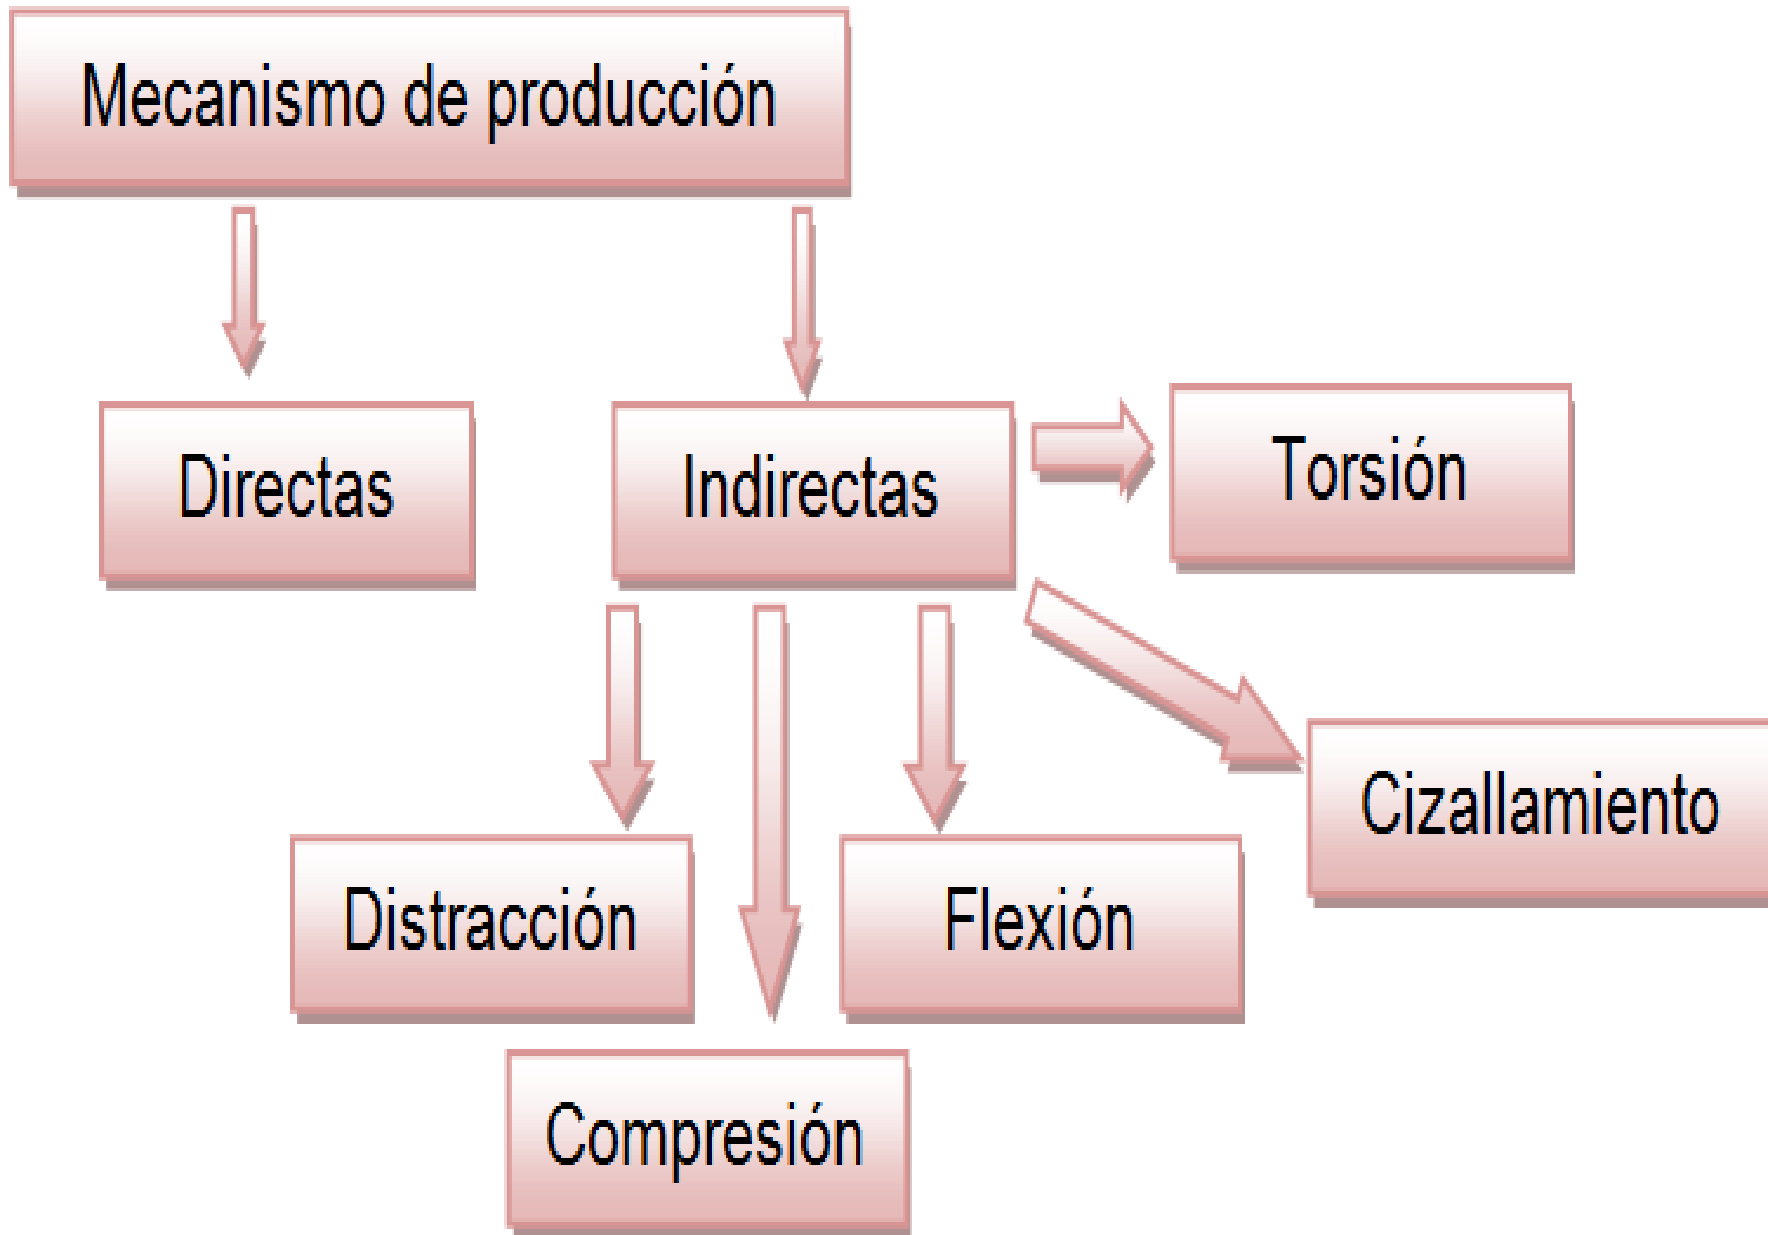 Mecanismo de producción
Directas
Indirectas
Torsión
Cizallamiento
Distracción
Flexión
Compresión